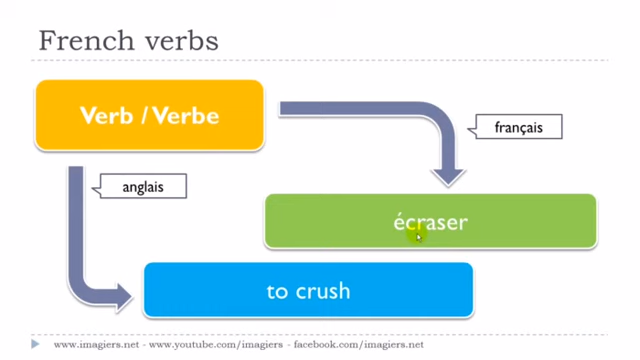 French verbs
Verb / Verbe
français
anglais
écraser
to crush
www.imagiers.net - www.youtube.com/imagiers - facebook.com/imagiers.net